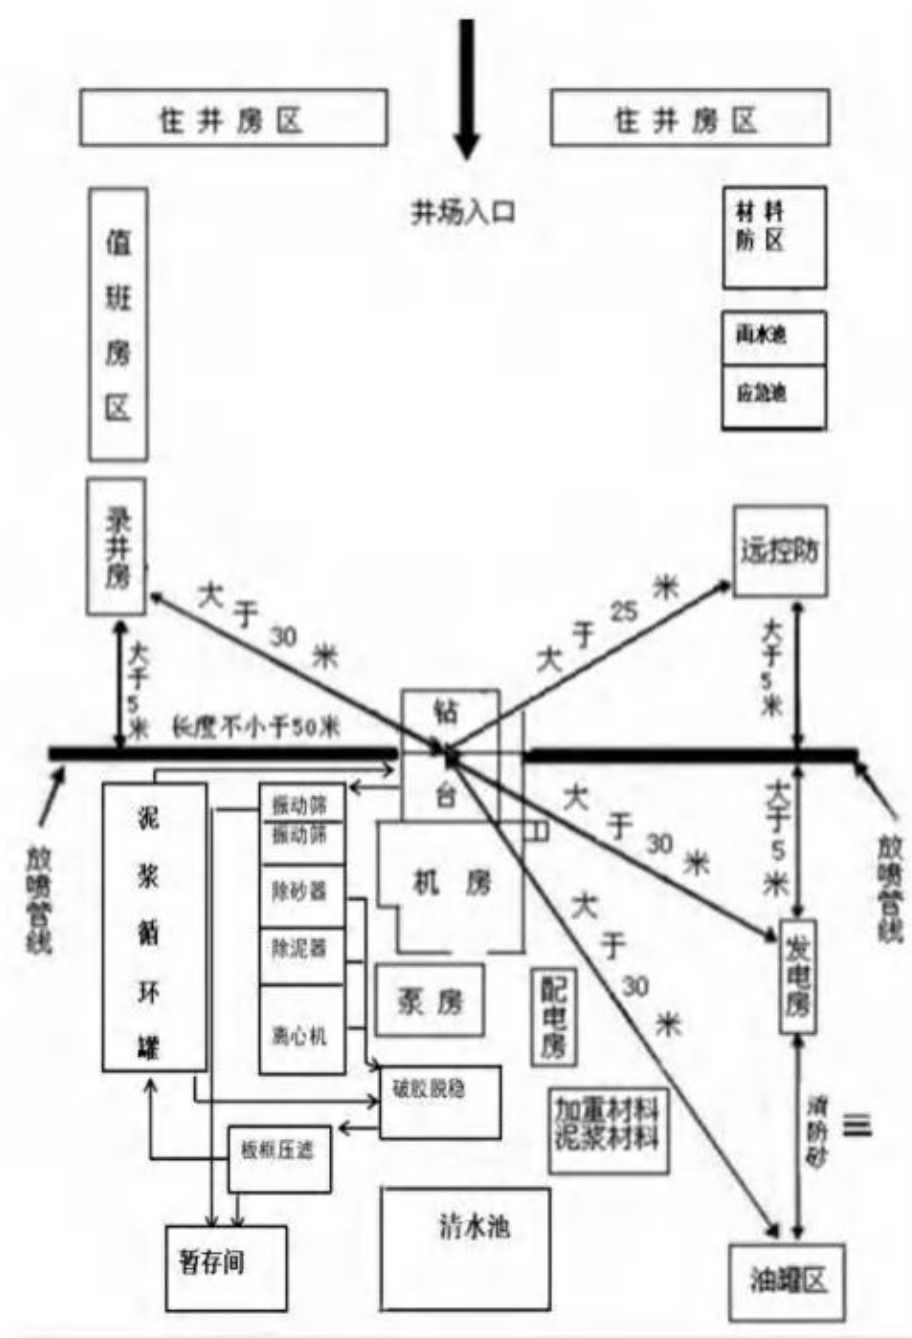 住井房区
住井房区
井场入口
值班房区
材料
防区
雨水池
应急池
录井房
远控防
大于30米
大于25米
大于5米
大于5米
长度不小于50米
钻
台
放喷管线
放喷管线
泥浆循环罐
振动筛
振动筛
除砂器
除泥器
离心机
机房
泵房
大于30米
大于5米
大于30米
发电房
配电房
破胶脱稳
加重材料
泥浆材料
消防砂
板框压滤
清水池
暂存间
油罐区